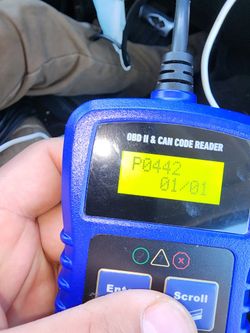 OBD II & CAN CODE READER
P0442
01/01
Scroll